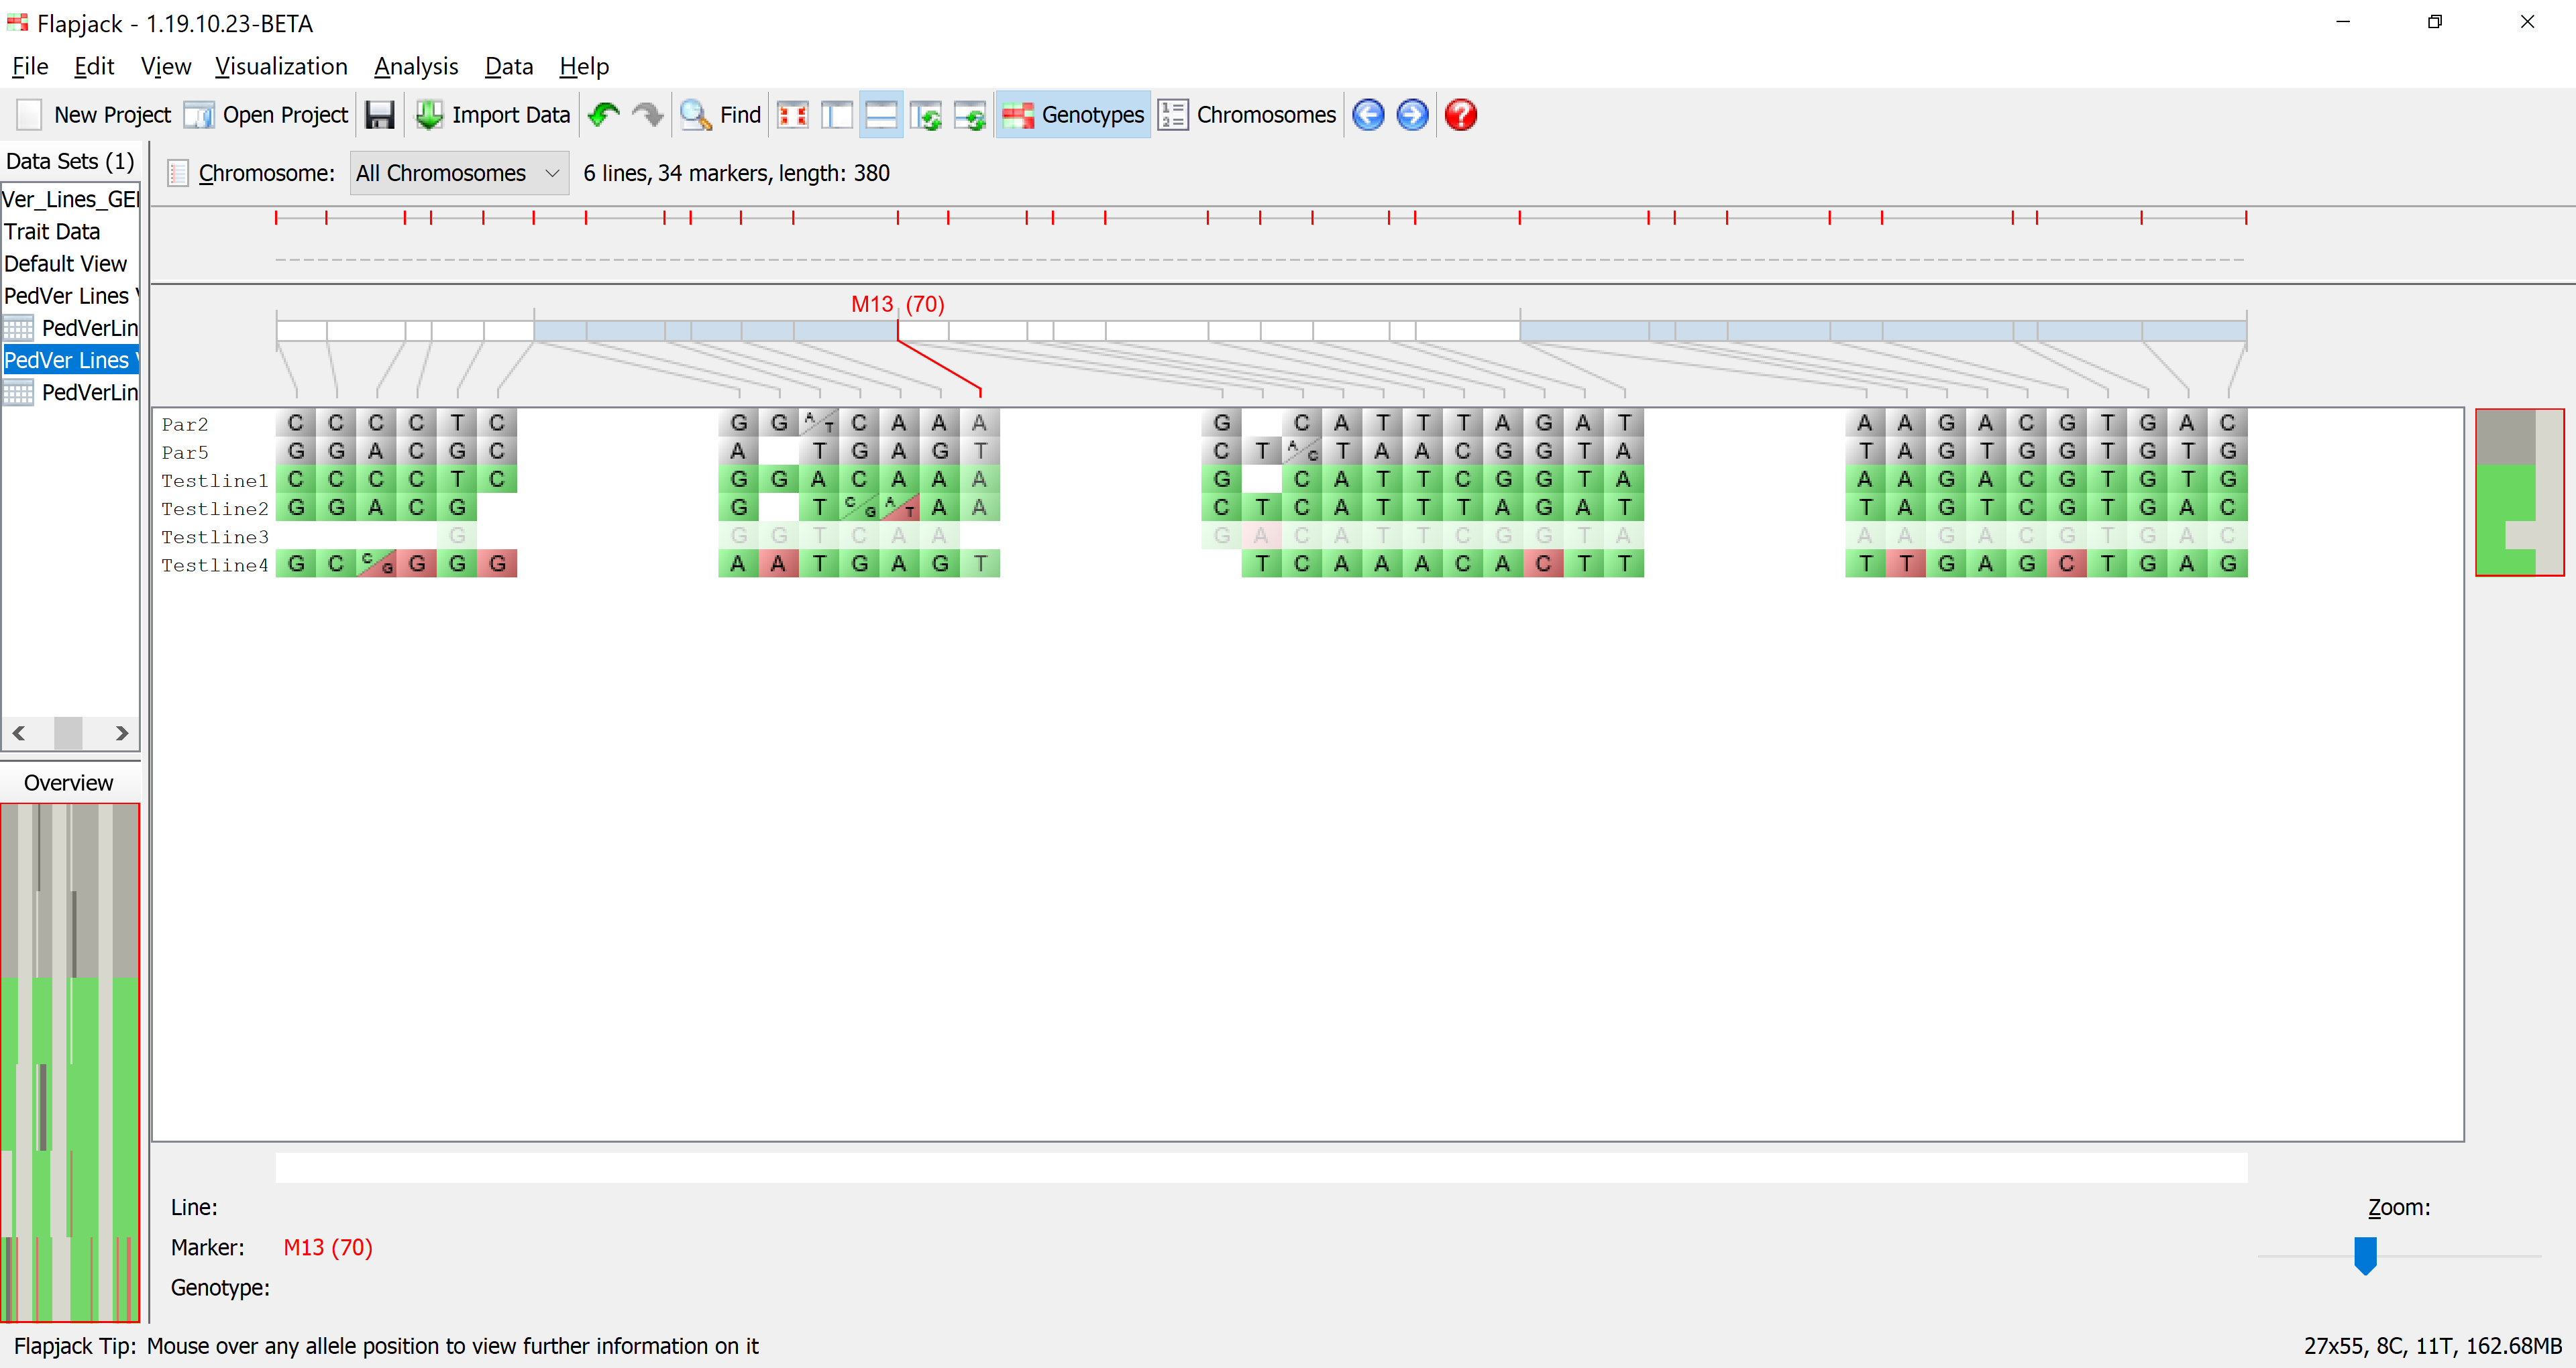 Flapjack - 1.19.10.23-BETA
File Edit View Visualization Analysis Data Help
New Project Open Project Import Data Find Genotypes Chromosomes
Data Sets (1)
Ver_Lines_GE
Trait Data
Default View
PedVer Lines
PedVerLin
PedVer Lines
PedVerLin
Overview
Chromosome: All Chromosomes 6 lines, 34 markers, length: 380
M13 (70)
Par2 C C C C T C G G A/T C A A A G C A T T T A G A T A A G A C G T G A C
Par5 G G A C G C A T G A G T C T A/G T A A C G G T A T A G T G G T G T G
Testline1 C C C C T C G G A C A A A G C A T T C G G T A A A G A C G T G T G
Testline2 G G A C G G T C/G A/T A A C T C A T T T A G A T T A G T C G T G A C
Testline3 G G G T C A A G A C A T T C G G T A A A G A C G T G A C
Testline4 G C C/G G G G A A T G A G T T C A A A C A C T T T T G A G C T G A G
Line:
Marker: M13 (70)
Genotype:
Zoom:
Flapjack Tip: Mouse over any allele position to view further information on it
27x55, 8C, 11T, 162.68MB